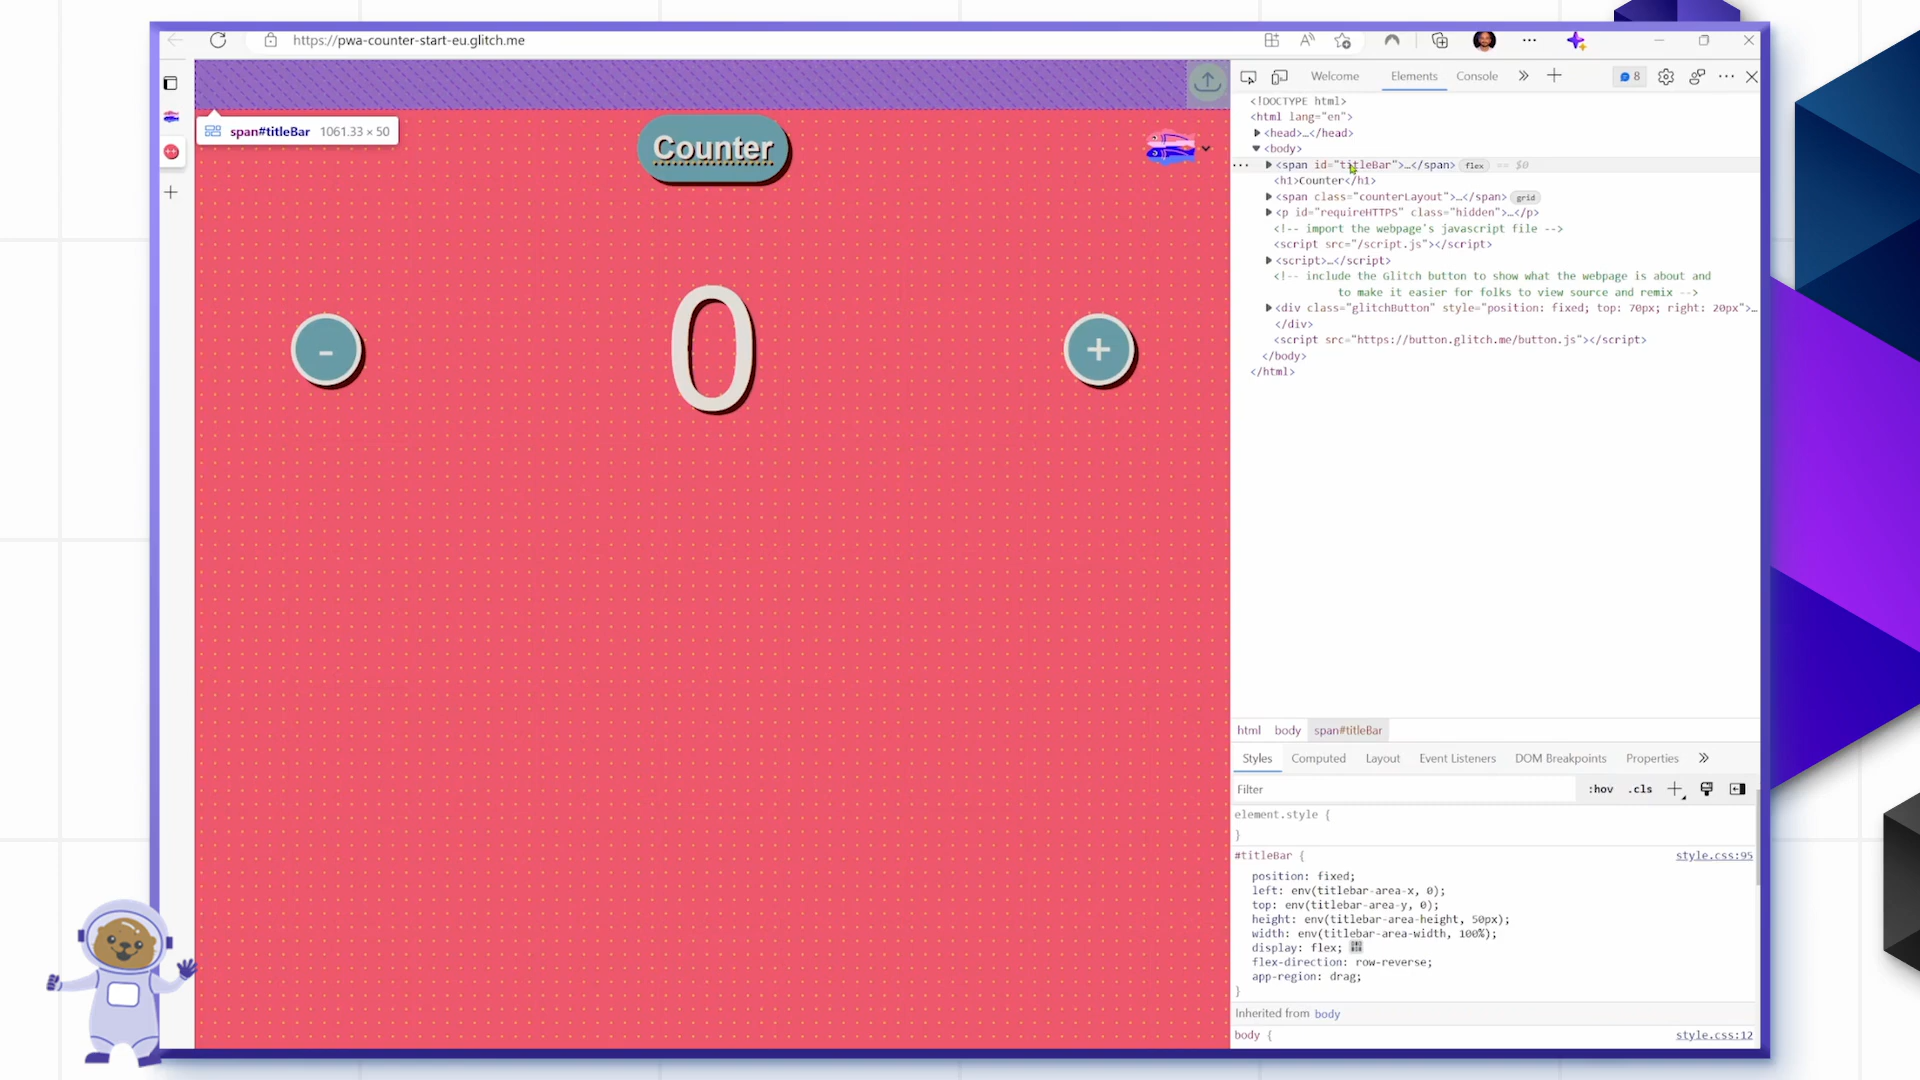 https://pwa-counter-start-eu.glitch.me
span#titleBar 1061.33 × 50
Counter
-
0
+
Welcome
Elements
Console
8
<!DOCTYPE html>
<html lang="en">
<head>…</head>
<body>
··· <span id="titleBar">…</span> flex == $0
<h1>Counter</h1>
<span class="counterLayout">…</span> grid
<p id="requireHTTPS" class="hidden">…</p>
<!-- import the webpage's javascript file -->
<script src="/script.js"></script>
<script>…</script>
<!-- include the Glitch button to show what the webpage is about and
to make it easier for folks to view source and remix -->
<div class="glitchButton" style="position: fixed; top: 70px; right: 20px">…
</div>
<script src="https://button.glitch.me/button.js"></script>
</body>
</html>
html body span#titleBar
Styles Computed Layout Event Listeners DOM Breakpoints Properties
Filter
:hov .cls
element.style {
}
#titleBar { style.css:95
position: fixed;
left: env(titlebar-area-x, 0);
top: env(titlebar-area-y, 0);
height: env(titlebar-area-height, 50px);
width: env(titlebar-area-width, 100%);
display: flex;
flex-direction: row-reverse;
app-region: drag;
}
Inherited from body
body { style.css:12